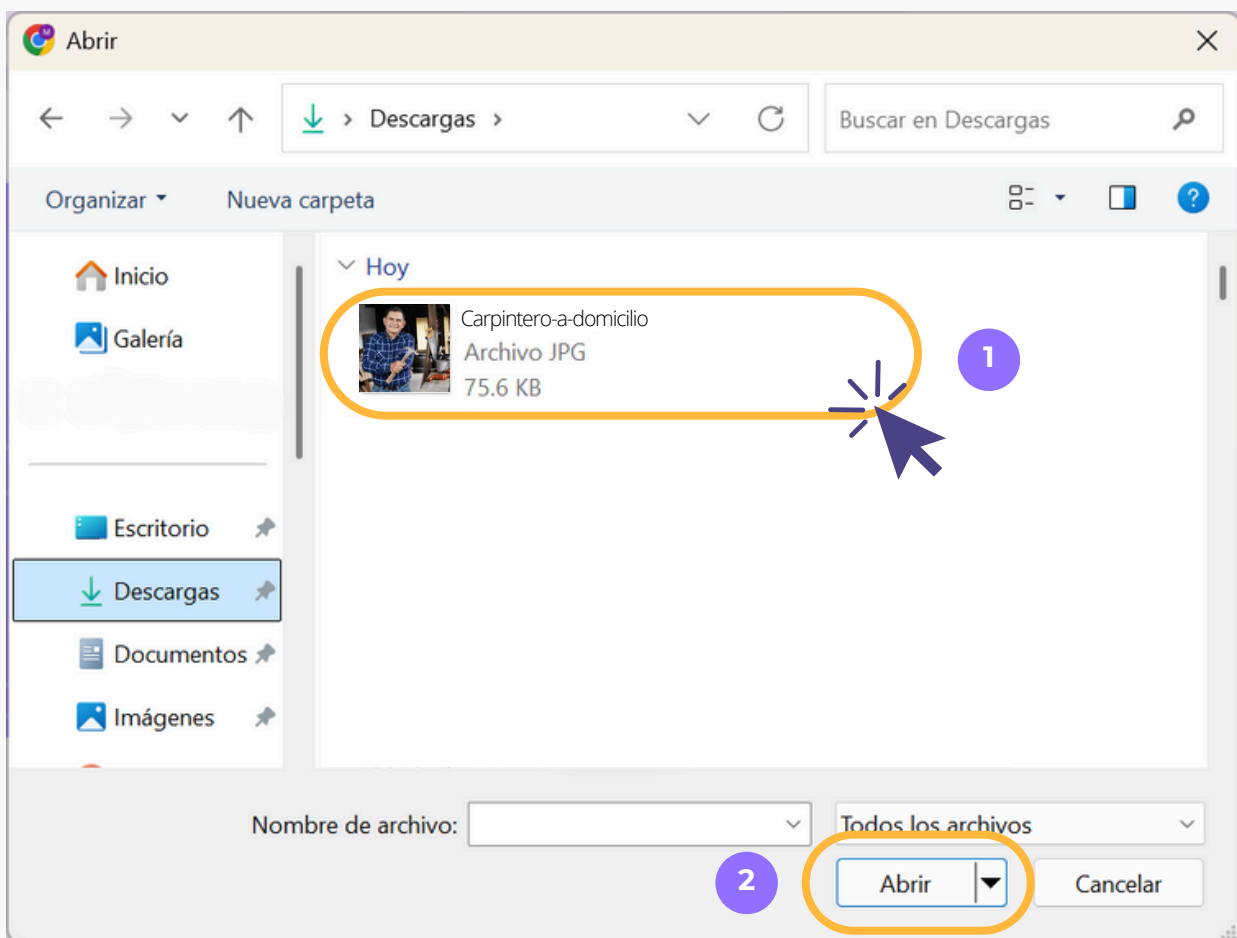 Abrir
Descargas
Buscar en Descargas
Organizar
Nueva carpeta
Inicio
Galería
Escritorio
Descargas
Documentos
Imágenes
Hoy
Carpintero-a-domicilio
Archivo JPG
75.6 KB
1
Nombre de archivo:
Todos los archivos
2
Abrir
Cancelar